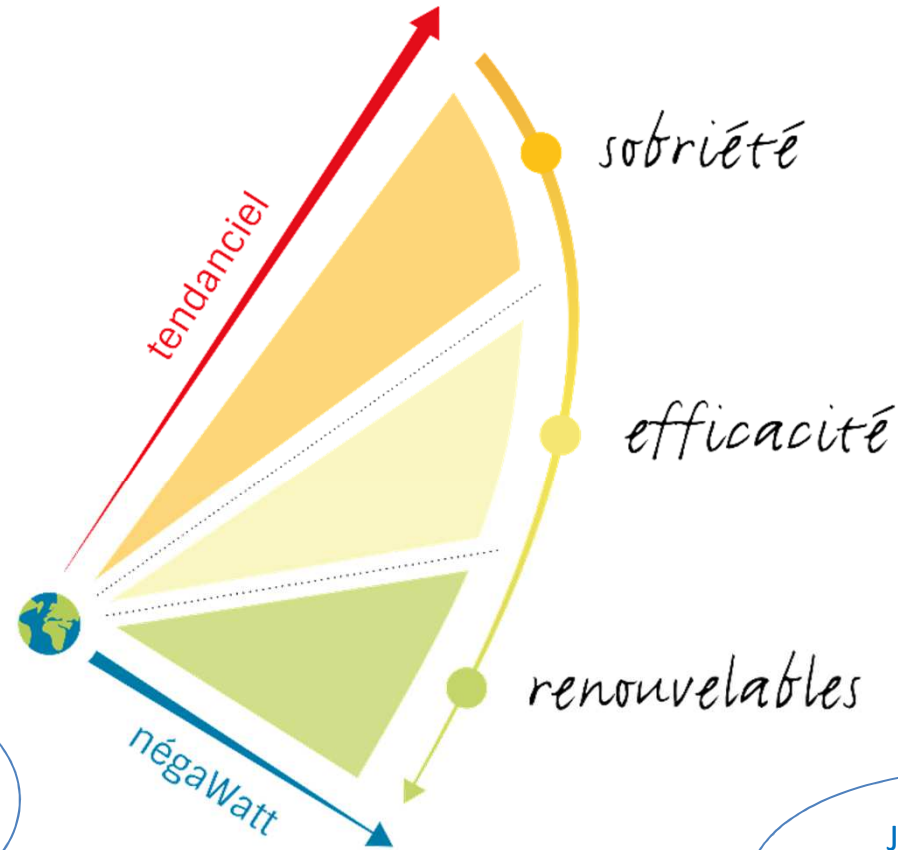 tendanciel
sobriété
efficacité
renouvelables
négaWatt
J